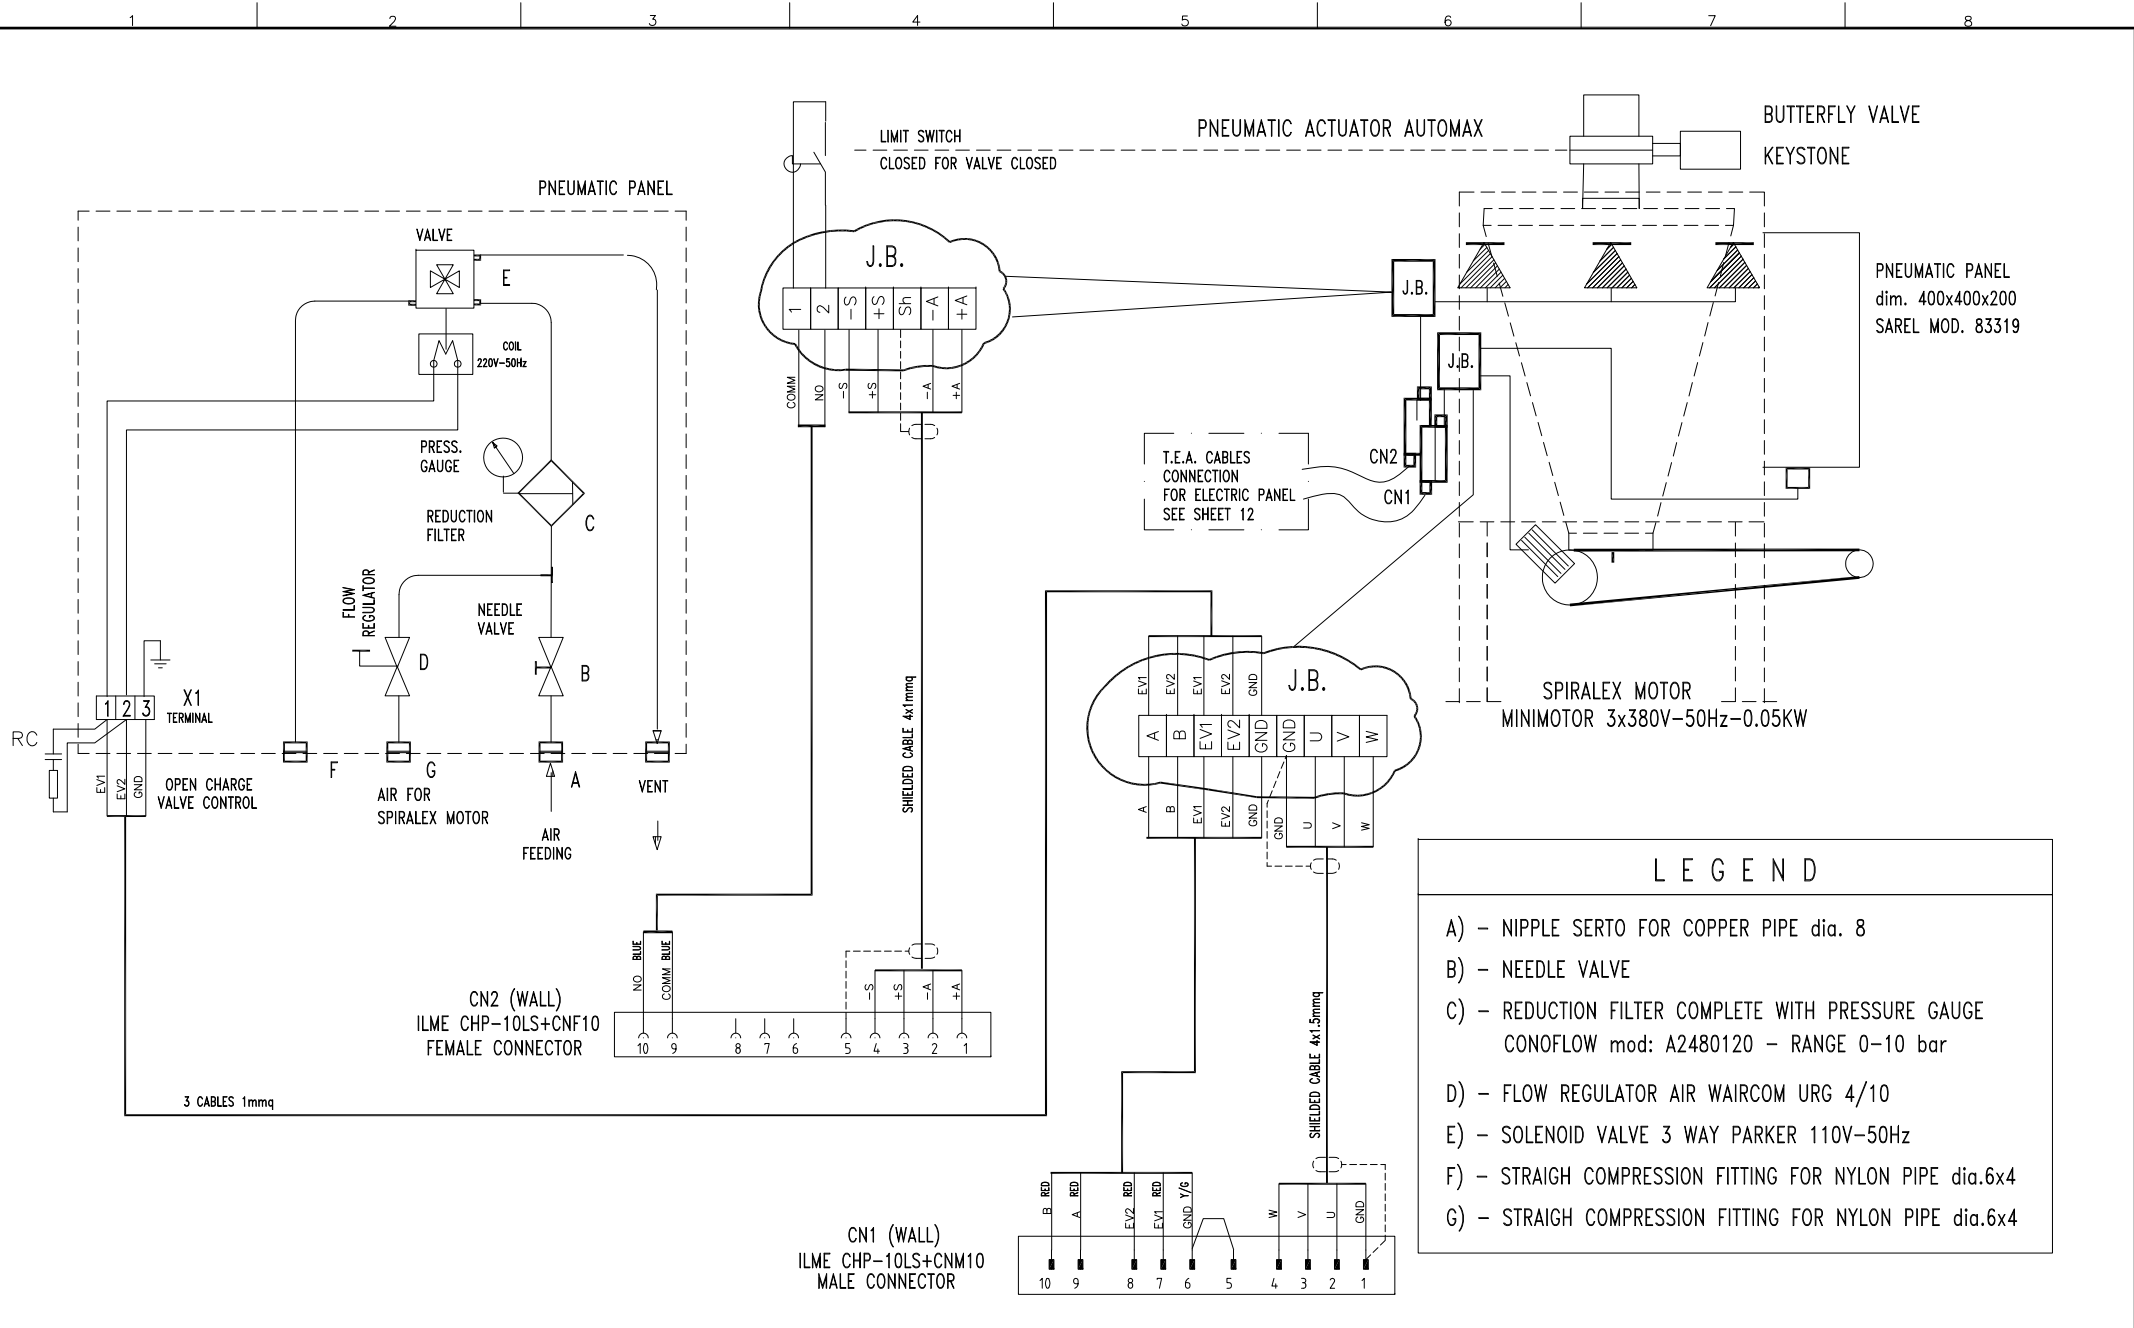 1 2 3 4 5 6 7 8
PNEUMATIC PANEL
VALVE
E
COIL
220V-50Hz
PRESS.
GAUGE
REDUCTION
FILTER
C
FLOW
REGULATOR
NEEDLE
VALVE
D
B
X1
TERMINAL
1 2 3
RC
EV1
EV2
GND
OPEN CHARGE
VALVE CONTROL
F
G
A
AIR FOR
SPIRALEX MOTOR
AIR
FEEDING
VENT
3 CABLES 1mmq
LIMIT SWITCH
CLOSED FOR VALVE CLOSED
J.B.
1 2 -S +S Sh -A +A
COMM NO -S +S -A +A
SHIELDED CABLE 4x1mmq
NO BLUE
COMM BLUE
-S +S -A +A
CN2 (WALL)
ILME CHP-10LS+CNF10
FEMALE CONNECTOR
10 9 8 7 6 5 4 3 2 1
PNEUMATIC ACTUATOR AUTOMAX
BUTTERFLY VALVE
KEYSTONE
J.B.
J.B.
PNEUMATIC PANEL
dim. 400x400x200
SAREL MOD. 83319
CN2
CN1
T.E.A. CABLES
CONNECTION
FOR ELECTRIC PANEL
SEE SHEET 12
SPIRALEX MOTOR
MINIMOTOR 3x380V-50Hz-0.05KW
EV1 EV2 EV1 EV2 GND
J.B.
A B EV1 EV2 GND GND U V W
A B EV1 EV2 GND GND U V W
SHIELDED CABLE 4x1.5mmq
B RED
A RED
EV2 RED
EV1 RED
GND Y/G
W V U GND
CN1 (WALL)
ILME CHP-10LS+CNM10
MALE CONNECTOR
10 9 8 7 6 5 4 3 2 1
LEGEND
A) - NIPPLE SERTO FOR COPPER PIPE dia. 8
B) - NEEDLE VALVE
C) - REDUCTION FILTER COMPLETE WITH PRESSURE GAUGE
CONOFLOW mod: A2480120 - RANGE 0-10 bar
D) - FLOW REGULATOR AIR WAIRCOM URG 4/10
E) - SOLENOID VALVE 3 WAY PARKER 110V-50Hz
F) - STRAIGH COMPRESSION FITTING FOR NYLON PIPE dia.6x4
G) - STRAIGH COMPRESSION FITTING FOR NYLON PIPE dia.6x4